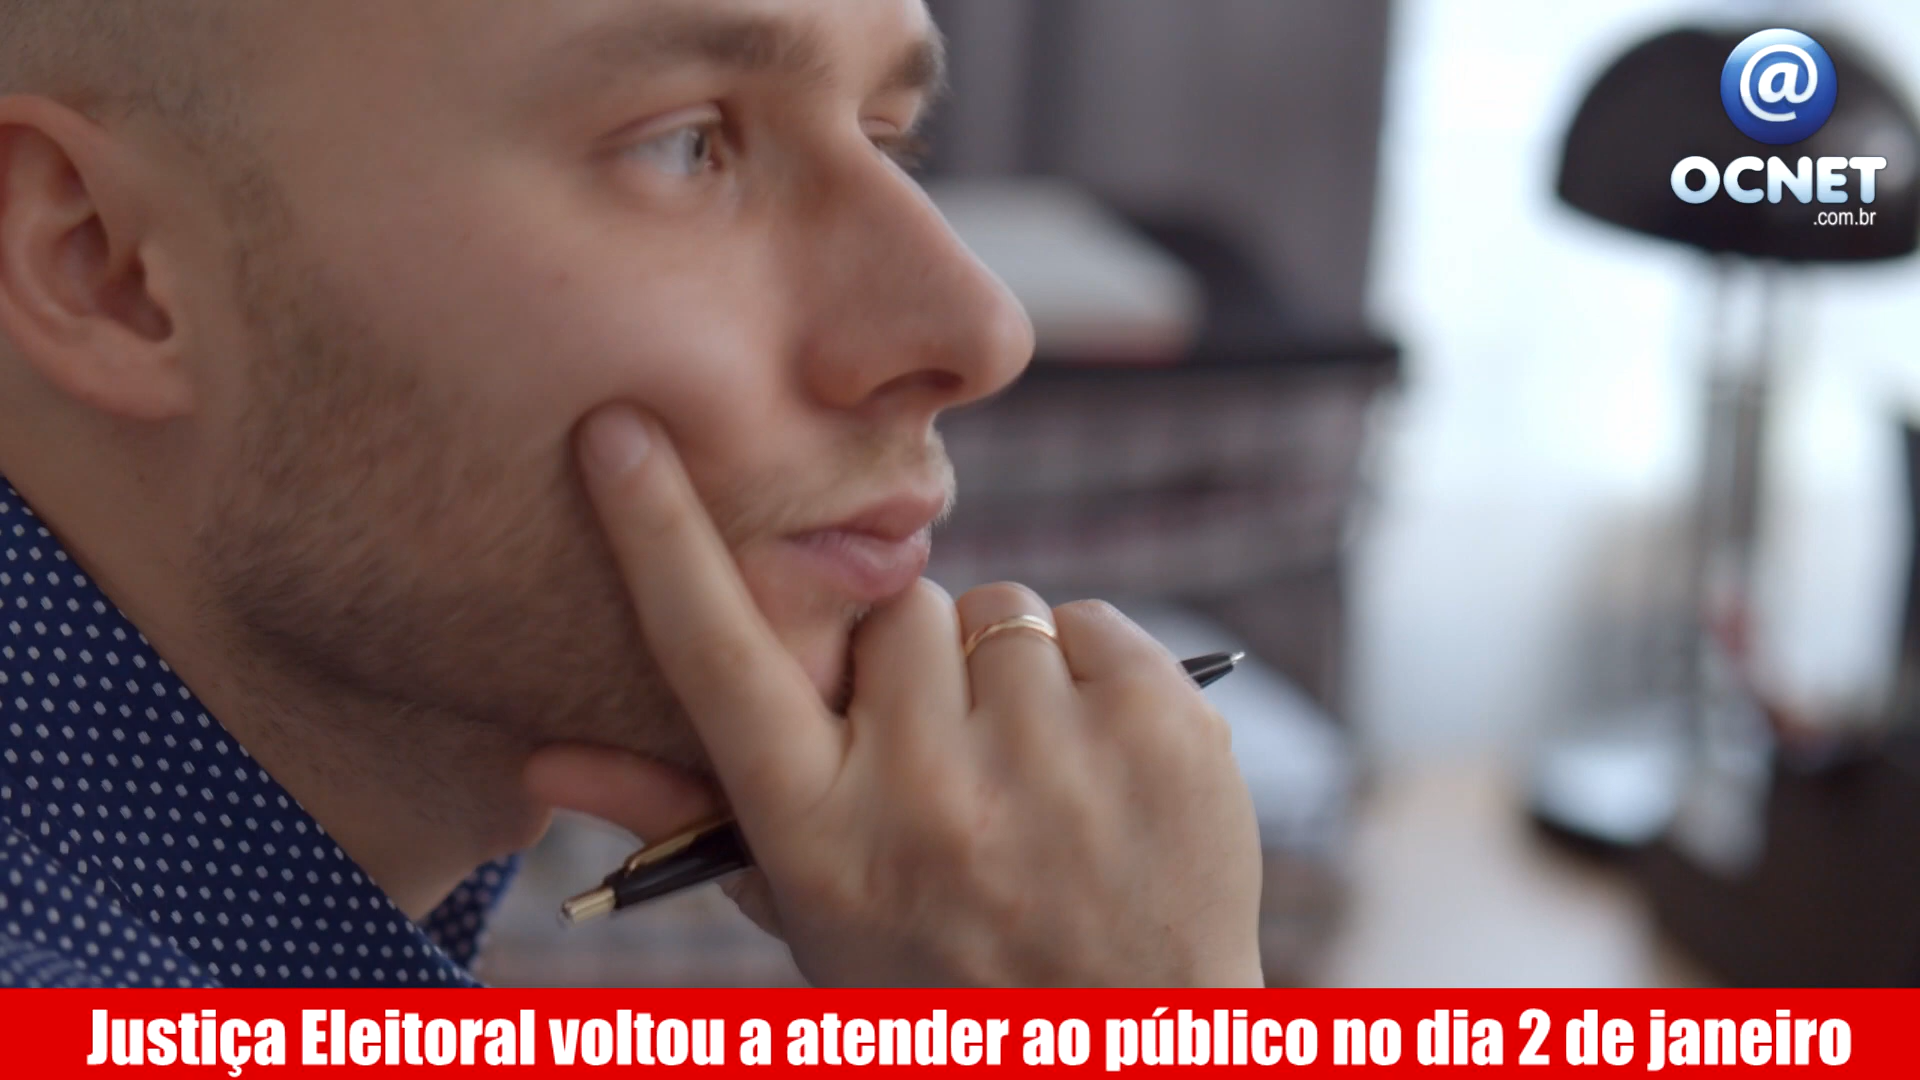 @
OCNET
.com.br
Justiça Eleitoral voltou a atender ao público no dia 2 de janeiro